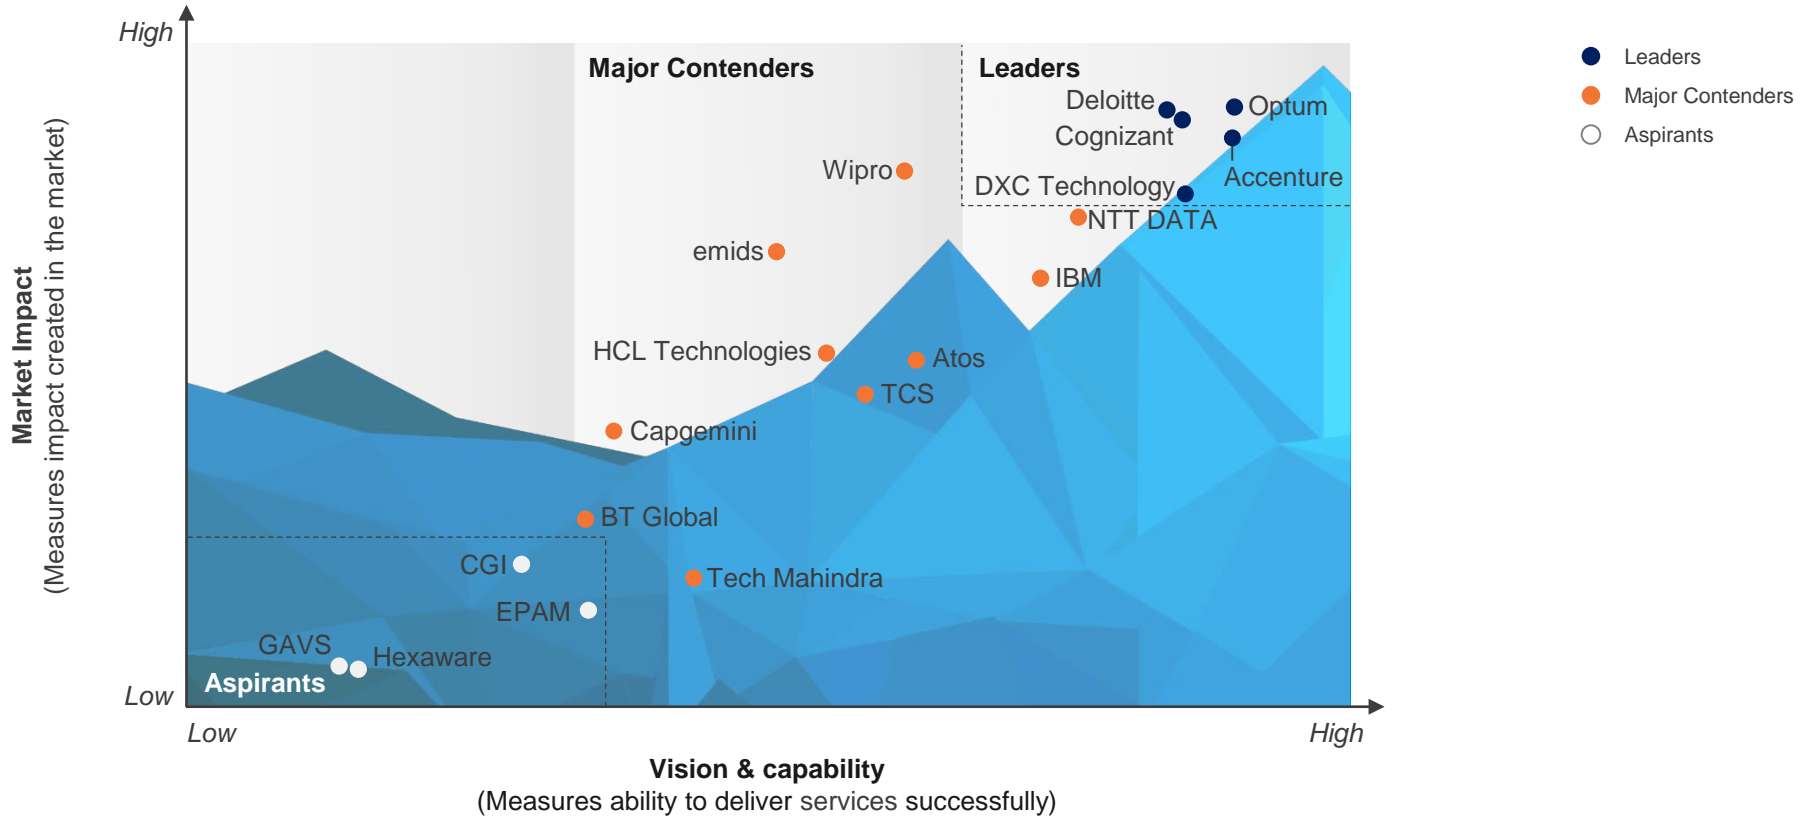 High
Major Contenders
Leaders
Leaders
Major Contenders
Aspirants
Deloitte
Optum
Cognizant
Wipro
Accenture
DXC Technology
NTT DATA
emids
IBM
HCL Technologies
Atos
TCS
Capgemini
BT Global
CGI
Tech Mahindra
EPAM
GAVS
Hexaware
Aspirants
Market Impact
(Measures impact created in the market)
Low
Low
High
Vision & capability
(Measures ability to deliver services successfully)